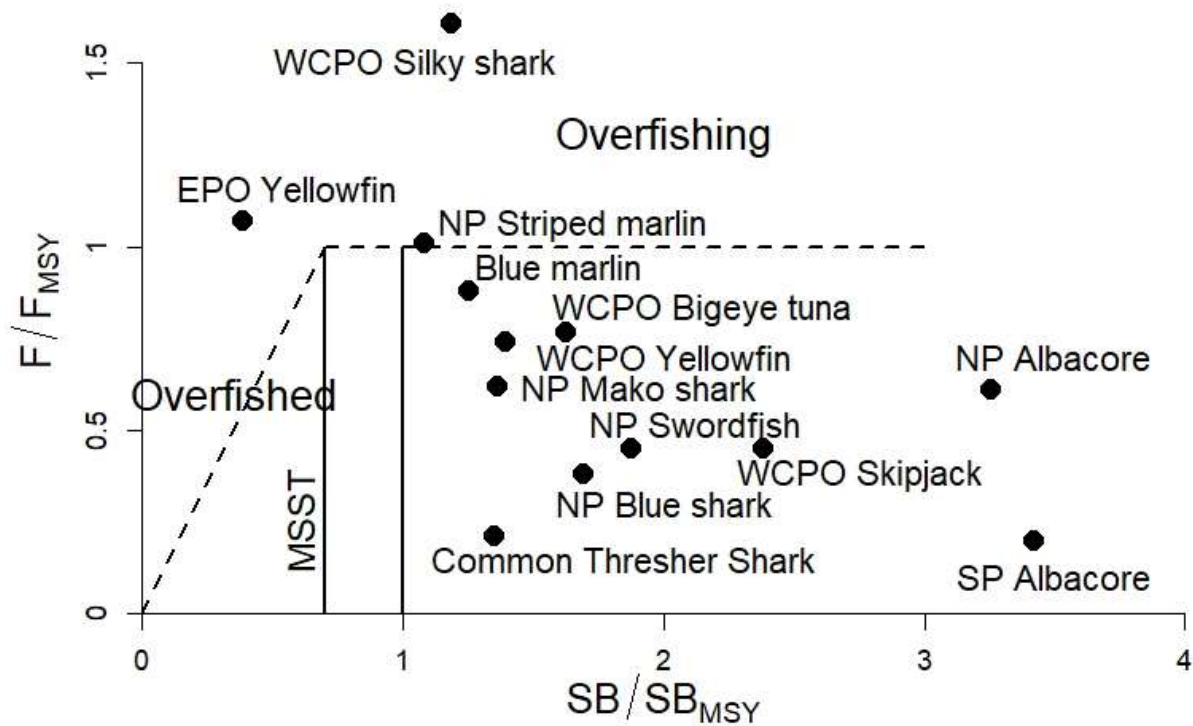 1.5
WCPO Silky shark
Overfishing
EPO Yellowfin
NP Striped marlin
1
Blue marlin
WCPO Bigeye tuna
F/F_MSY
WCPO Yellowfin
NP Albacore
Overfished
NP Mako shark
NP Swordfish
0.5
WCPO Skipjack
MSST
NP Blue shark
Common Thresher Shark
SP Albacore
0
0 1 2 3 4
SB/SB_MSY